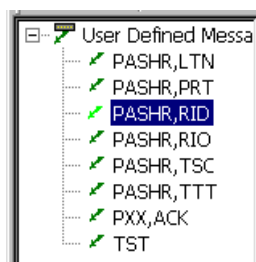 User Defined Messa
PASHR,LTN
PASHR,PRT
PASHR,RID
PASHR,RIO
PASHR,TSC
PASHR,TTT
PXX,ACK
TST